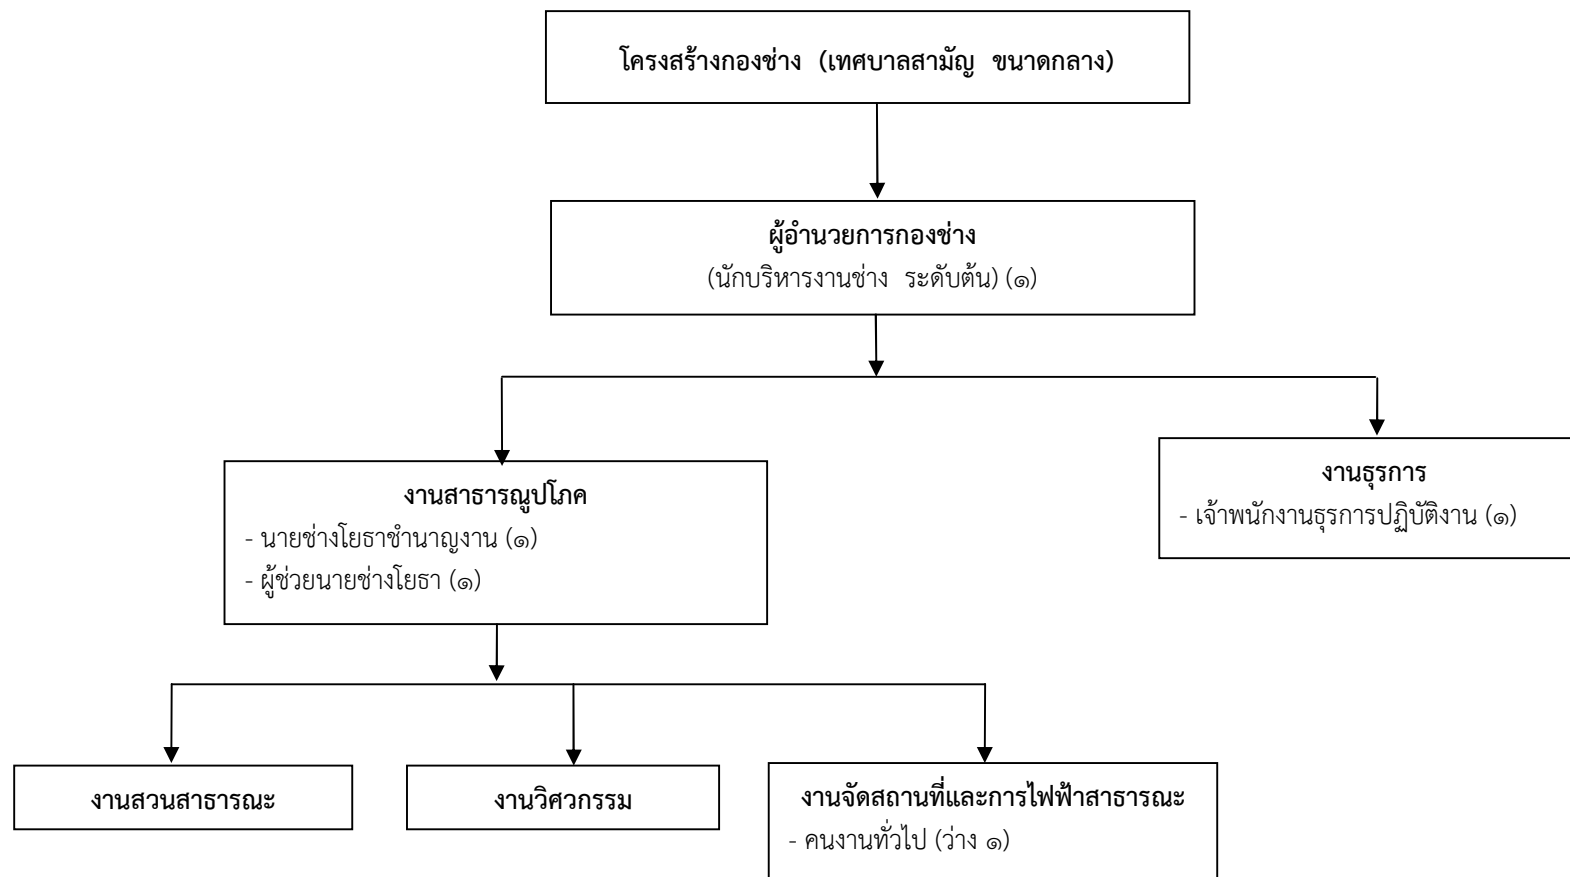 โครงสร้างกองช่าง (เทศบาลสามัญ ขนาดกลาง)
ผู้อำนวยการกองช่าง
(นักบริหารงานช่าง ระดับต้น) (๑)
งานสาธารณูปโภค
- นายช่างโยธาชำนาญงาน (๑)
- ผู้ช่วยนายช่างโยธา (๑)
งานธุรการ
- เจ้าพนักงานธุรการปฏิบัติงาน (๑)
งานสวนสาธารณะ
งานวิศวกรรม
งานจัดสถานที่และการไฟฟ้าสาธารณะ
- คนงานทั่วไป (ว่าง ๑)